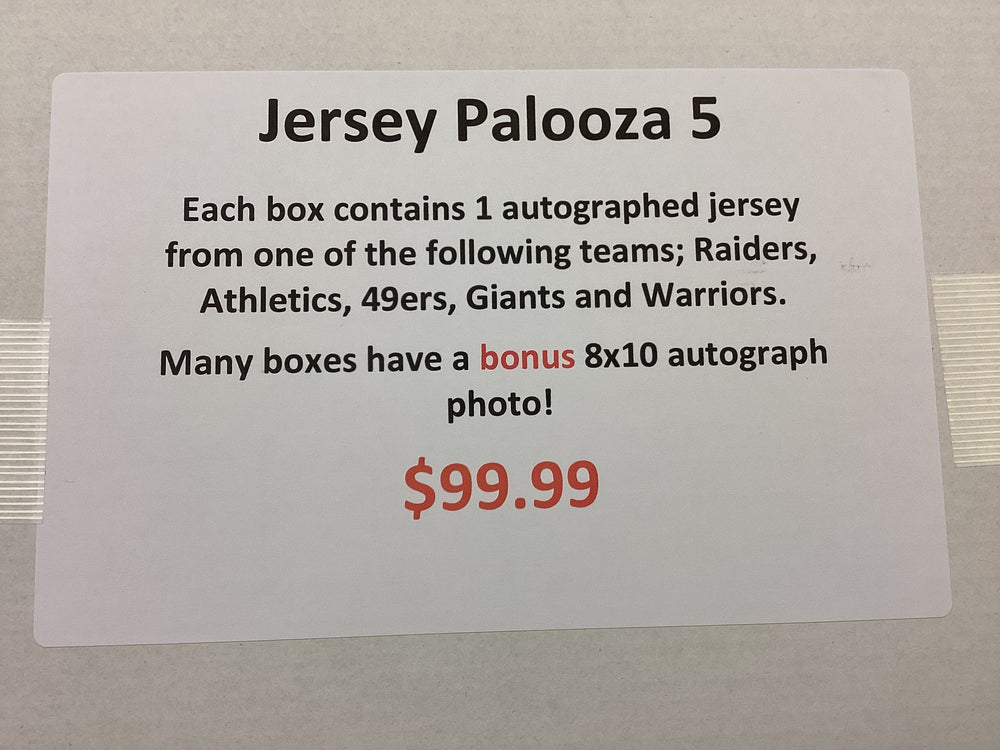 Jersey Palooza 5
Each box contains 1 autographed jersey
from one of the following teams; Raiders,
Athletics, 49ers, Giants and Warriors.
Many boxes have a bonus 8x10 autograph
photo!
$99.99